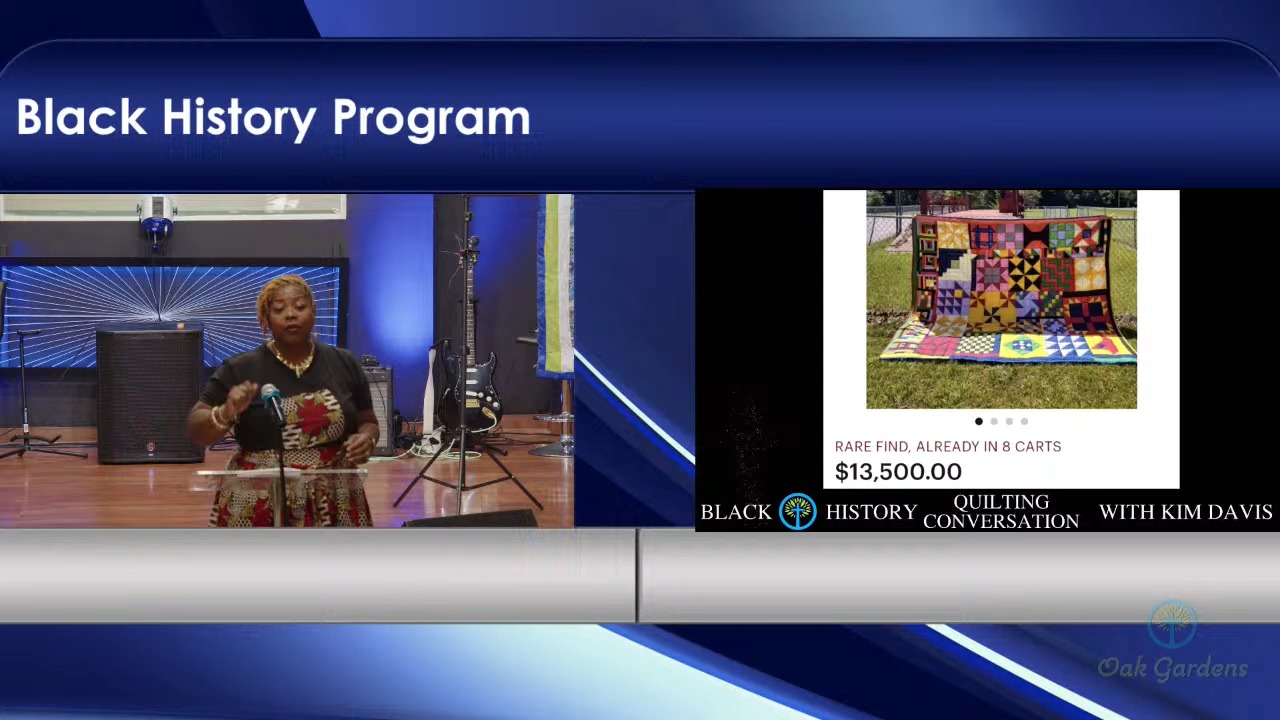 Black History Program
RARE FIND, ALREADY IN 8 CARTS
$13,500.00
BLACK HISTORY QUILTING CONVERSATION WITH KIM DAVIS
Oak Gardens